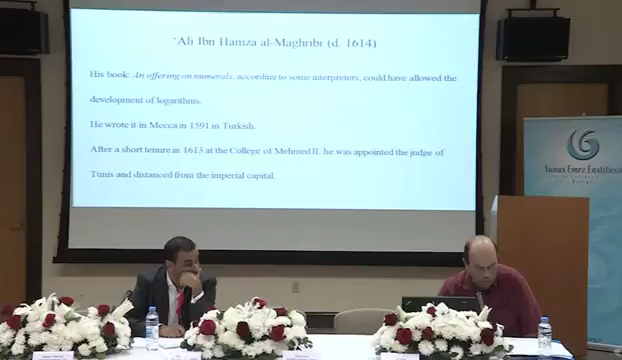 ‘Ali Ibn Hamza al-Maghribi (d. 1614)
His book: An offering on numerals, according to some interpreters, could have allowed the
development of logarithms.
He wrote it in Mecca in 1591 in Turkish.
After a short tenure in 1613 at the College of Mehmed II, he was appointed the judge of
Tunis and distanced from the imperial capital.
Yunus Emre Enstitüsü